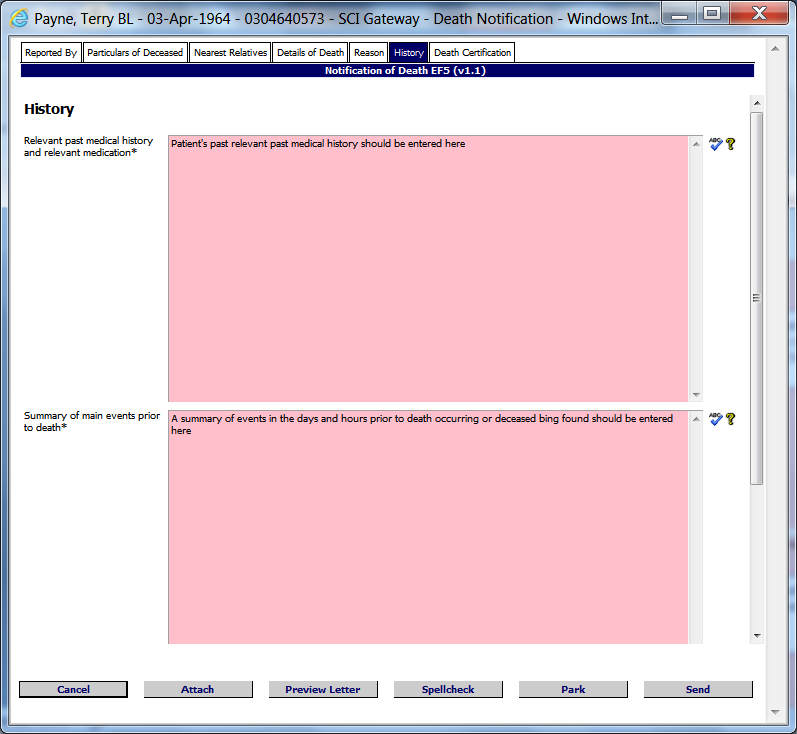 Payne, Terry BL - 03-Apr-1964 - 0304640573 - SCI Gateway - Death Notification - Windows Int...
Reported By Particulars of Deceased Nearest Relatives Details of Death Reason History Death Certification
Notification of Death EF5 (v1.1)
History
Relevant past medical history
and relevant medication*
Patient's past relevant past medical history should be entered here
ABC ?
Summary of main events prior
to death*
A summary of events in the days and hours prior to death occurring or deceased bing found should be entered
here
ABC ?
Cancel Attach Preview Letter Spellcheck Park Send